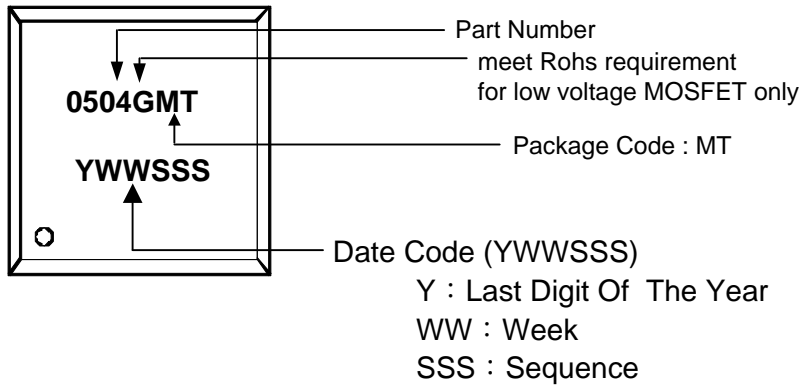 Part Number
meet Rohs requirement
for low voltage MOSFET only
0504GMT
Package Code : MT
YWWSSS
Date Code (YWWSSS)
Y：Last Digit Of The Year
WW：Week
SSS：Sequence